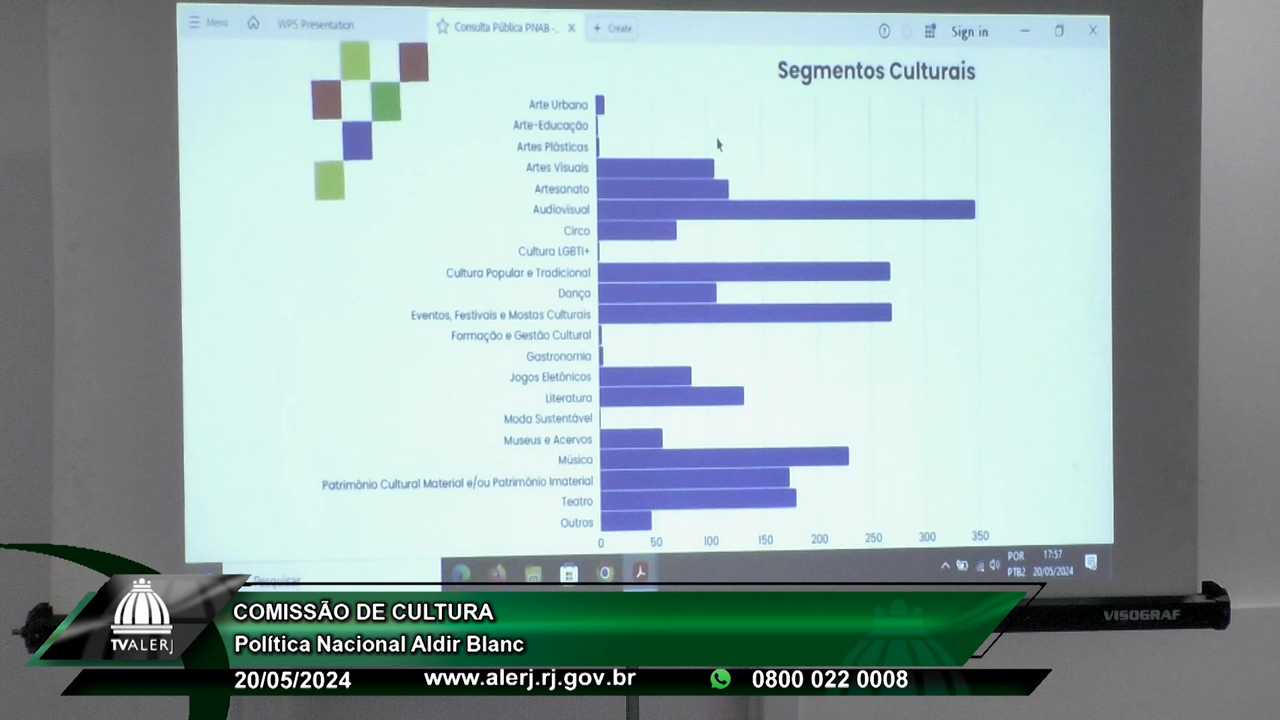 Menu
WPS Presentation
Consulta Pública PNAB -...
Create
Sign in
Segmentos Culturais
Arte Urbana
Arte-Educação
Artes Plásticas
Artes Visuais
Artesanato
Audiovisual
Circo
Cultura LGBTI+
Cultura Popular e Tradicional
Dança
Eventos, Festivais e Mostas Culturais
Formação e Gestão Cultural
Gastronomia
Jogos Eletônicos
Literatura
Moda Sustentável
Museus e Acervos
Música
Patrimônio Cultural Material e/ou Patrimônio Imaterial
Teatro
Outros
0 50 100 150 200 250 300 350
POR
PTB2
17:57
20/05/2024
Pesquisar
VISOGRAF
TVALERJ
COMISSÃO DE CULTURA
Política Nacional Aldir Blanc
20/05/2024 www.alerj.rj.gov.br 0800 022 0008